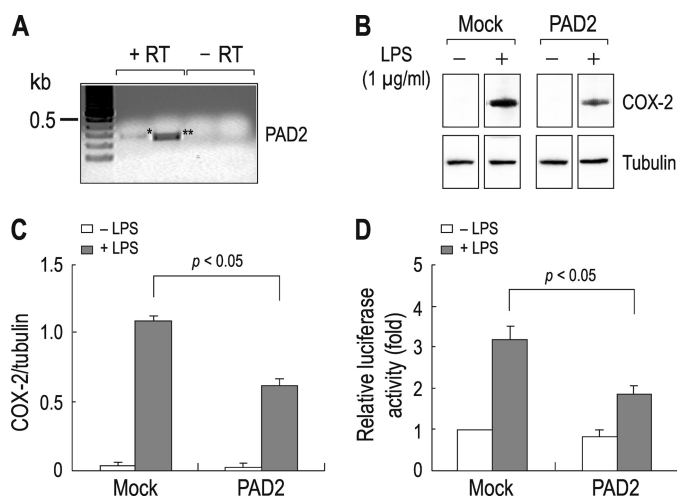 A
+ RT – RT
kb
0.5
* **
PAD2
B
Mock PAD2
LPS
(1 µg/ml)
– + – +
COX-2
Tubulin
C
– LPS
+ LPS
p < 0.05
COX-2/tubulin
1.5
1.0
0.5
0
Mock PAD2
D
– LPS
+ LPS
p < 0.05
Relative luciferase
activity (fold)
5
4
3
2
1
0
Mock PAD2